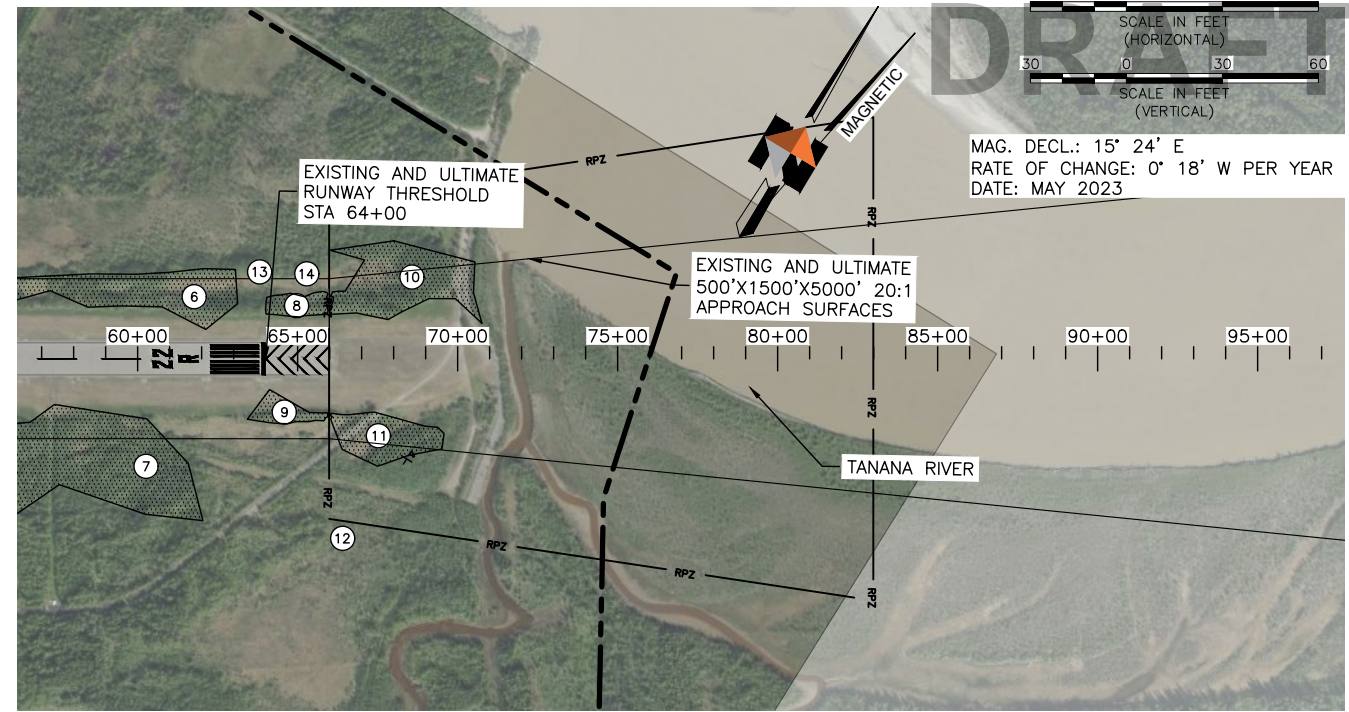 DRAFT
SCALE IN FEET
(HORIZONTAL)
30 0 30 60
SCALE IN FEET
(VERTICAL)
MAGNETIC
MAG. DECL.: 15° 24' E
RATE OF CHANGE: 0° 18' W PER YEAR
DATE: MAY 2023
RPZ
EXISTING AND ULTIMATE
RUNWAY THRESHOLD
STA 64+00
RPZ
EXISTING AND ULTIMATE
500'X1500'X5000' 20:1
APPROACH SURFACES
13
14
10
6
8
RPZ
60+00 65+00 70+00 75+00 80+00 85+00 90+00 95+00
22
R
9
RPZ
11
7
TANANA RIVER
RPZ
12
RPZ
RPZ
RPZ